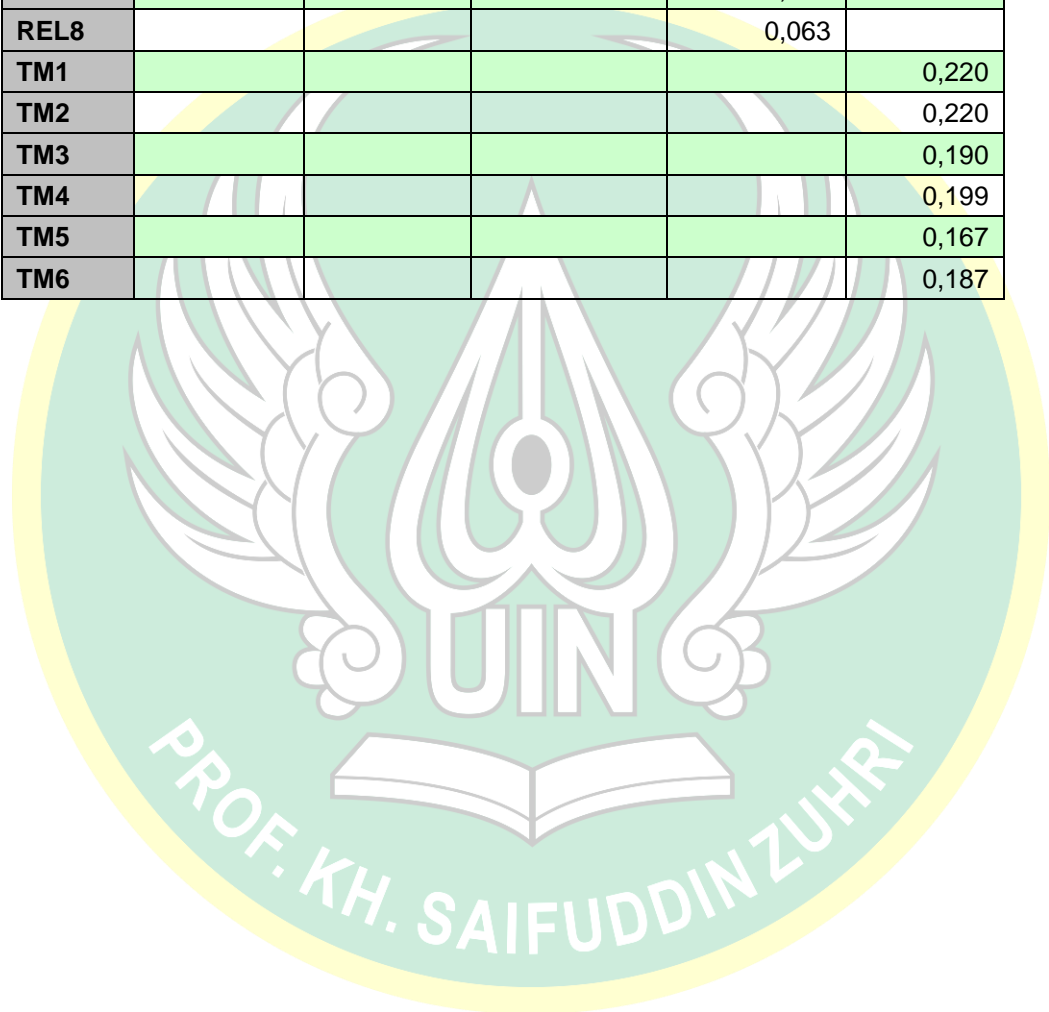 REL8 0,063
TM1 0,220
TM2 0,220
TM3 0,190
TM4 0,199
TM5 0,167
TM6 0,187
UIN
PROF. KH. SAIFUDDIN ZUHRI